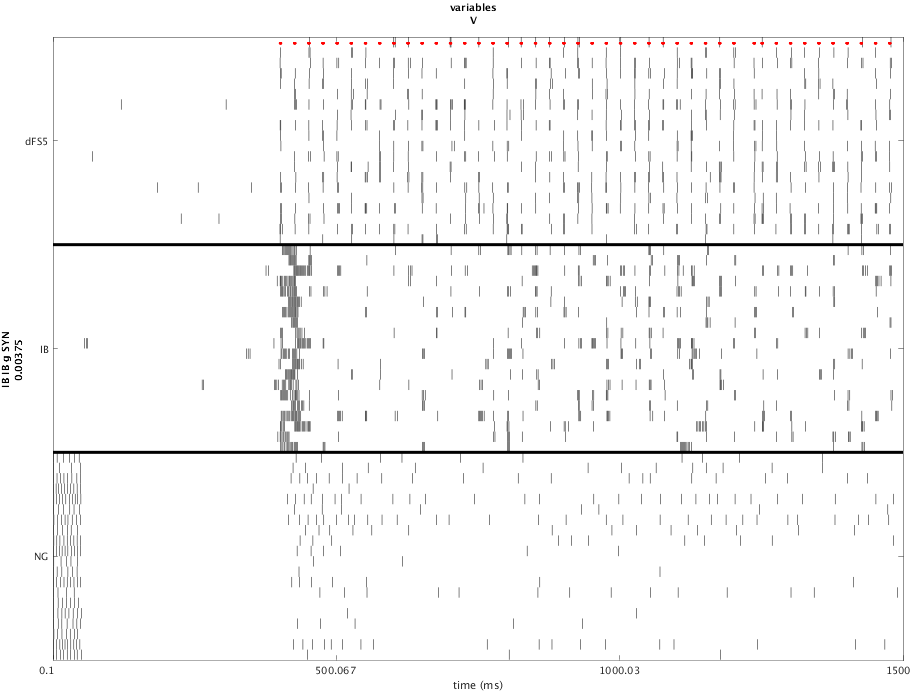 variables
V
dFS5
IB
NG
IB IB g SYN
0.00375
0.1
500.067
1000.03
1500
time (ms)